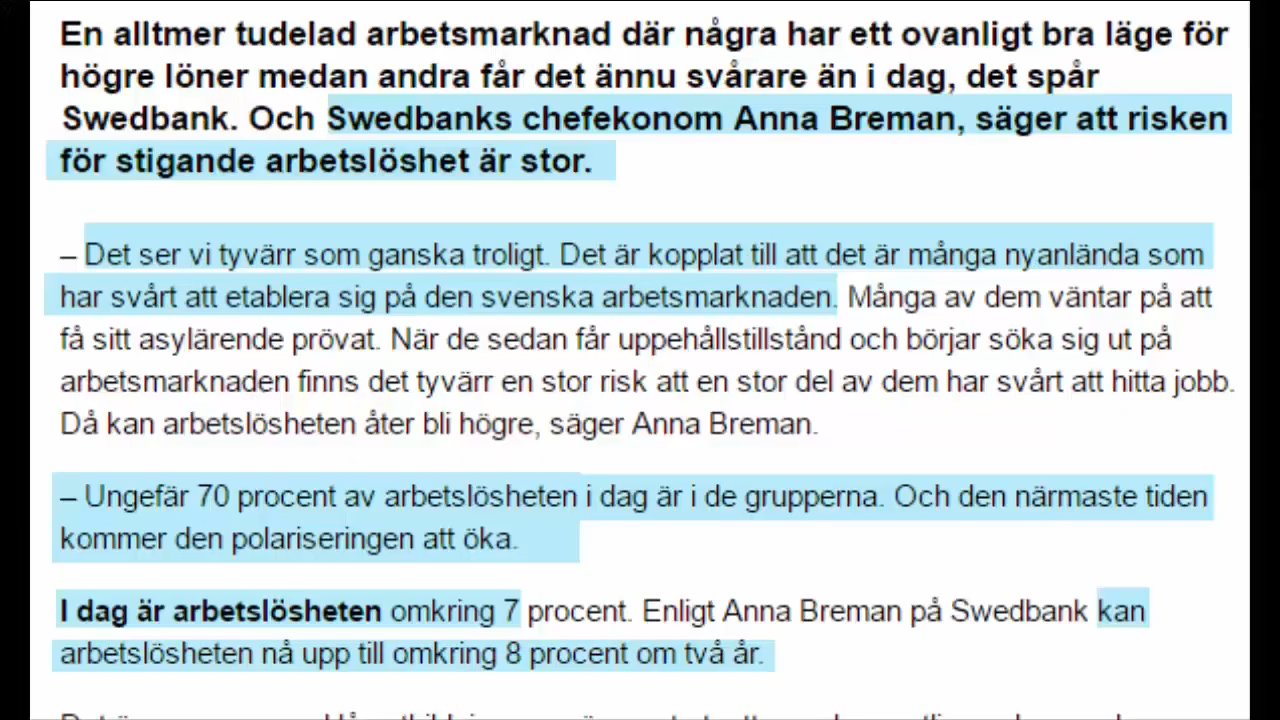 En alltmer tudelad arbetsmarknad där några har ett ovanligt bra läge för
högre löner medan andra får det ännu svårare än i dag, det spår
Swedbank. Och Swedbanks chefekonom Anna Breman, säger att risken
för stigande arbetslöshet är stor.
– Det ser vi tyvärr som ganska troligt. Det är kopplat till att det är många nyanlända som
har svårt att etablera sig på den svenska arbetsmarknaden. Många av dem väntar på att
få sitt asylärende prövat. När de sedan får uppehållstillstånd och börjar söka sig ut på
arbetsmarknaden finns det tyvärr en stor risk att en stor del av dem har svårt att hitta jobb.
Då kan arbetslösheten åter bli högre, säger Anna Breman.
– Ungefär 70 procent av arbetslösheten i dag är i de grupperna. Och den närmaste tiden
kommer den polariseringen att öka.
I dag är arbetslösheten omkring 7 procent. Enligt Anna Breman på Swedbank kan
arbetslösheten nå upp till omkring 8 procent om två år.